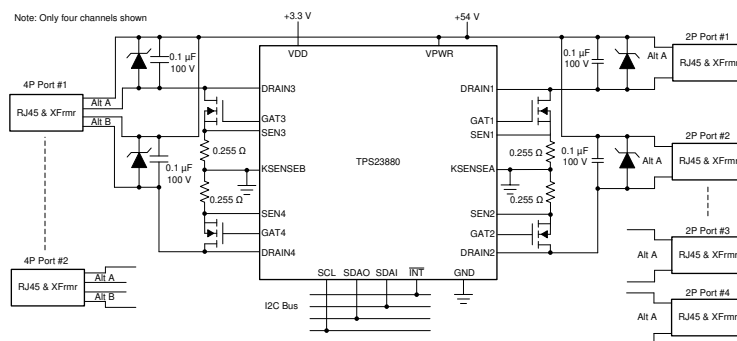 Note: Only four channels shown
+3.3 V
+54 V
VDD
VPWR
0.1 µF
100 V
4P Port #1
RJ45 & XFrmr
Alt A
Alt B
0.1 µF
100 V
DRAIN3
GAT3
SEN3
0.255 Ω
KSENSEB
0.255 Ω
SEN4
GAT4
DRAIN4
4P Port #2
RJ45 & XFrmr
Alt A
Alt B
TPS23880
DRAIN1
GAT1
SEN1
0.255 Ω
KSENSEA
0.255 Ω
SEN2
GAT2
DRAIN2
SCL
SDAO
SDAI
INT
GND
I2C Bus
0.1 µF
100 V
Alt A
2P Port #1
RJ45 & XFrmr
0.1 µF
100 V
Alt A
2P Port #2
RJ45 & XFrmr
2P Port #3
Alt A
RJ45 & XFrmr
2P Port #4
Alt A
RJ45 & XFrmr